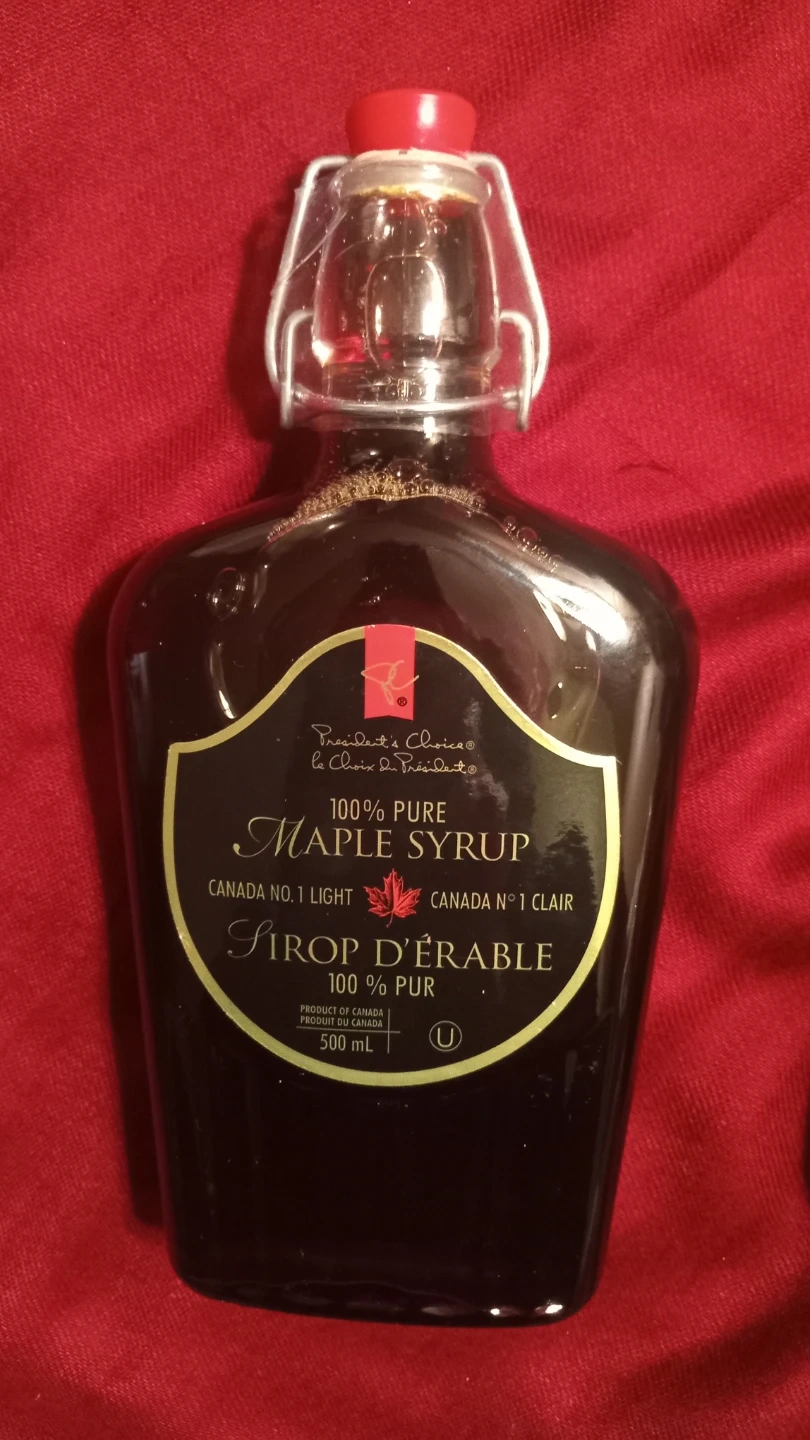 PC®
President's Choice®
le Choix du Président®
100% PURE
MAPLE SYRUP
CANADA NO. 1 LIGHT CANADA N° 1 CLAIR
SIROP D'ÉRABLE
100 % PUR
PRODUCT OF CANADA
PRODUIT DU CANADA
500 mL U